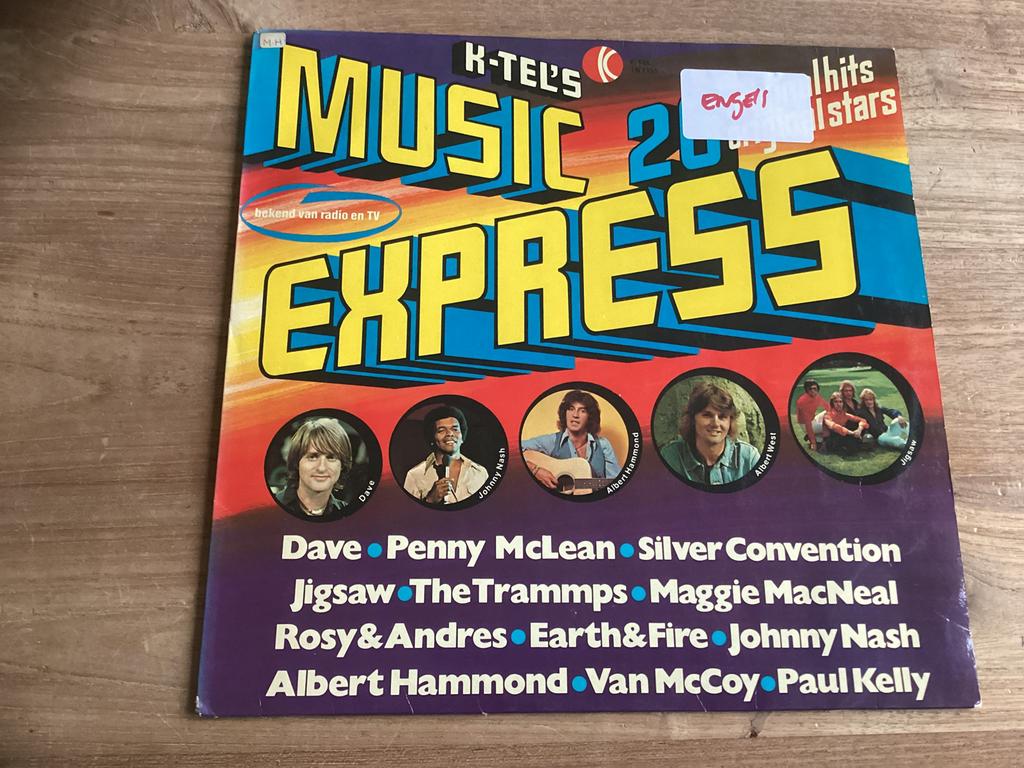 M·H
K-TEL'S
MUSIC
20
l hits
l stars
bekend van radio en TV
EXPRESS
Dave
Johnny Nash
Albert Hammond
Albert West
Jigsaw
Dave • Penny McLean • Silver Convention
Jigsaw • The Trammps • Maggie MacNeal
Rosy & Andres • Earth & Fire • Johnny Nash
Albert Hammond • Van McCoy • Paul Kelly